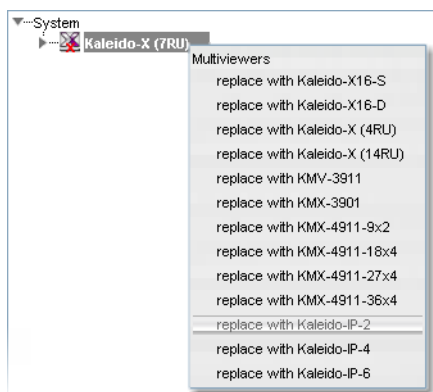 System
Kaleido-X (7RU)
Multiviewers
replace with Kaleido-X16-S
replace with Kaleido-X16-D
replace with Kaleido-X (4RU)
replace with Kaleido-X (14RU)
replace with KMV-3911
replace with KMX-3901
replace with KMX-4911-9x2
replace with KMX-4911-18x4
replace with KMX-4911-27x4
replace with KMX-4911-36x4
replace with Kaleido-IP-2
replace with Kaleido-IP-4
replace with Kaleido-IP-6